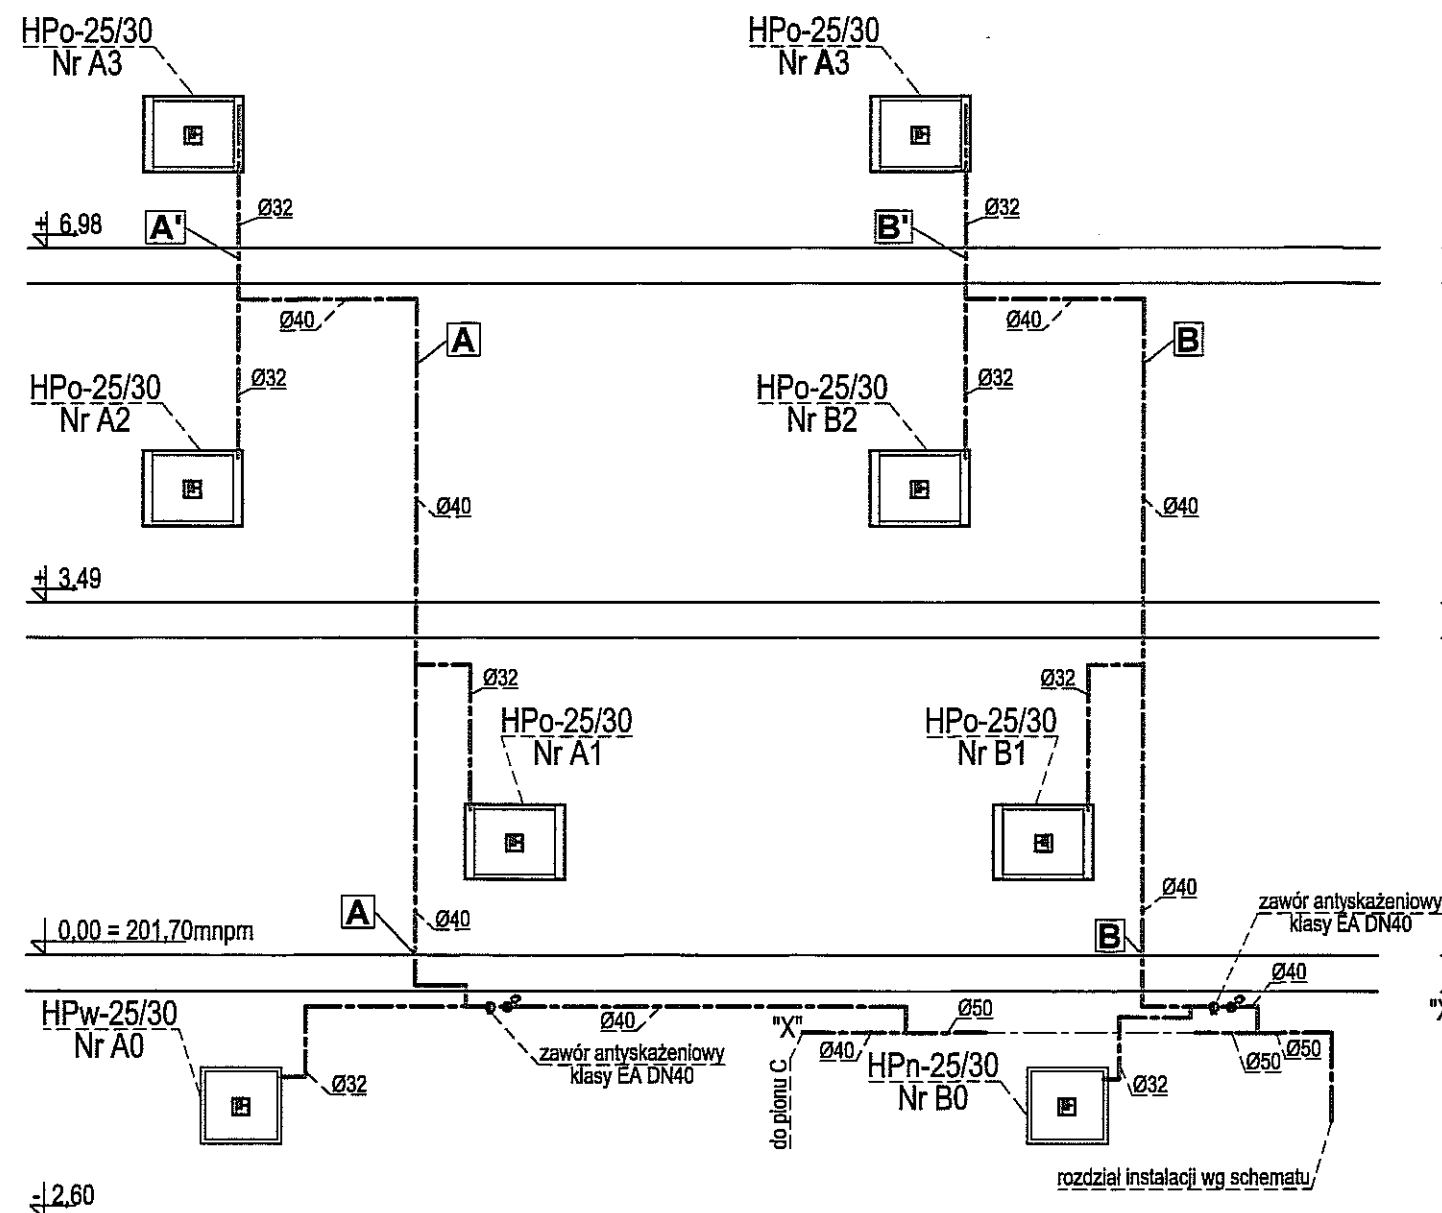 HPo-25/30
Nr A3
HPo-25/30
Nr A3
Ø32
Ø32
+ 6,98
A'
B'
Ø40
Ø40
A
B
Ø32
Ø32
HPo-25/30
Nr A2
HPo-25/30
Nr B2
Ø40
Ø40
+ 3,49
Ø32
Ø32
HPo-25/30
Nr A1
HPo-25/30
Nr B1
Ø40
Ø40
zawór antyskażeniowy
klasy EA DN40
A
B
0,00 = 201,70mnpm
Ø40
HPw-25/30
Nr A0
Ø40
Ø50
"X"
Ø40
zawór antyskażeniowy
klasy EA DN40
do pionu C
HPn-25/30
Nr B0
Ø50
Ø50
Ø32
Ø32
rozdział instalacji wg schematu
- 2,60